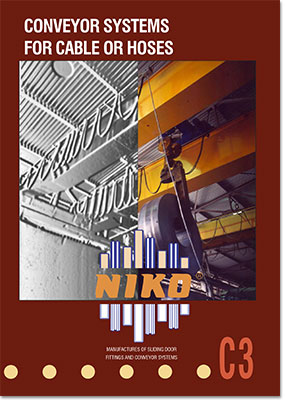 CONVEYOR SYSTEMS
FOR CABLE OR HOSES
NIKO
MANUFACTURES OF SLIDING DOOR
FITTINGS AND CONVEYOR SYSTEMS
C3